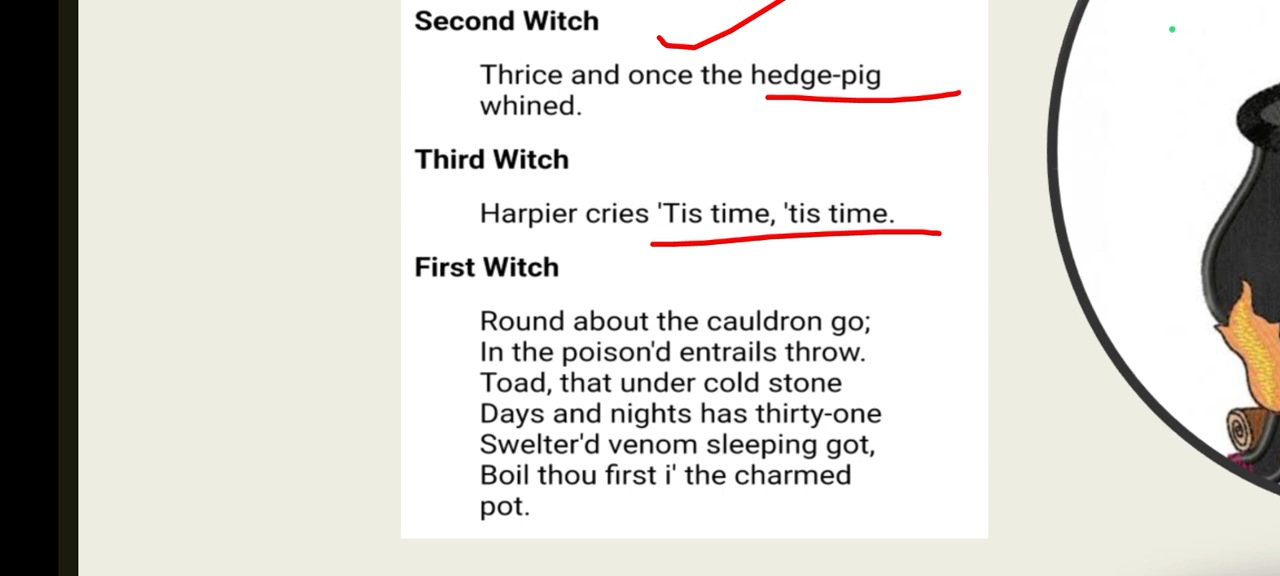 Second Witch
Thrice and once the hedge-pig
whined.
Third Witch
Harpier cries 'Tis time, 'tis time.
First Witch
Round about the cauldron go;
In the poison'd entrails throw.
Toad, that under cold stone
Days and nights has thirty-one
Swelter'd venom sleeping got,
Boil thou first i' the charmed
pot.